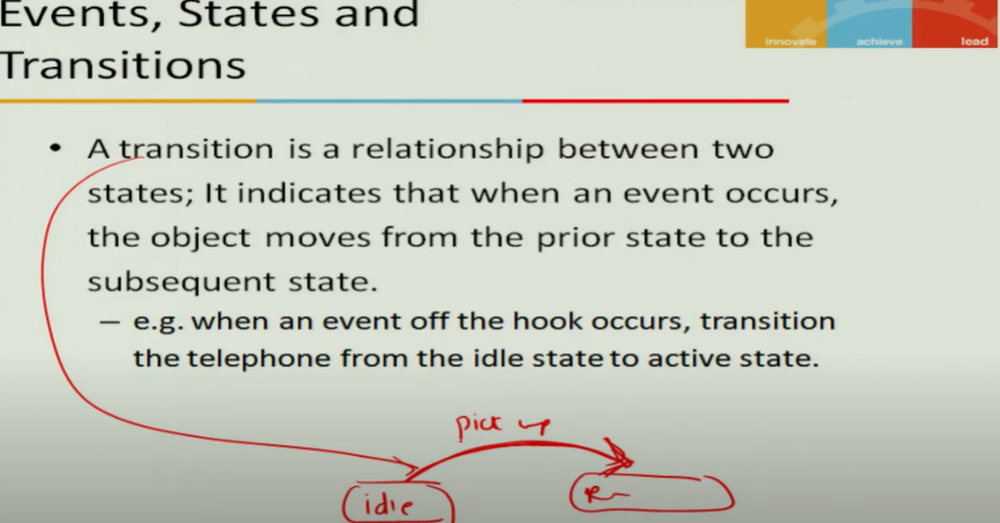 Events, States and
Transitions
innovate achieve lead
• A transition is a relationship between two
states; It indicates that when an event occurs,
the object moves from the prior state to the
subsequent state.
– e.g. when an event off the hook occurs, transition
the telephone from the idle state to active state.
pick up
idle